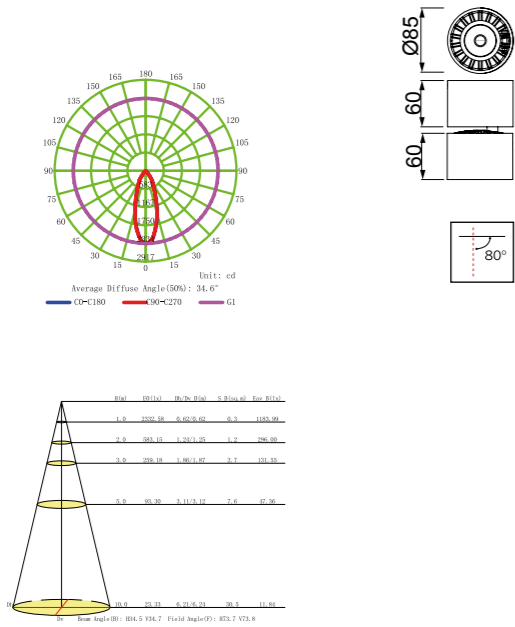 180
165 165
150 150
135 135
120 120
105 105
90 90
75 75
60 60
45 45
30 30
15 15
0
583
1167
1750
2917
Unit: cd
Average Diffuse Angle(50%): 34.6°
C0-C180 C90-C270 G1
Ø85
60
60
80°
H(m) E0(lx) Dh/Dv B(m) S B(sq.m) Eav B(lx)
1.0 2332.58 0.62/0.62 0.3 1183.99
2.0 583.15 1.24/1.25 1.2 296.00
3.0 259.18 1.86/1.87 2.7 131.55
5.0 93.30 3.11/3.12 7.6 47.36
10.0 23.33 6.21/6.24 30.5 11.84
Dh
Dv Beam Angle(B): H34.5 V34.7 Field Angle(F): H73.7 V73.8